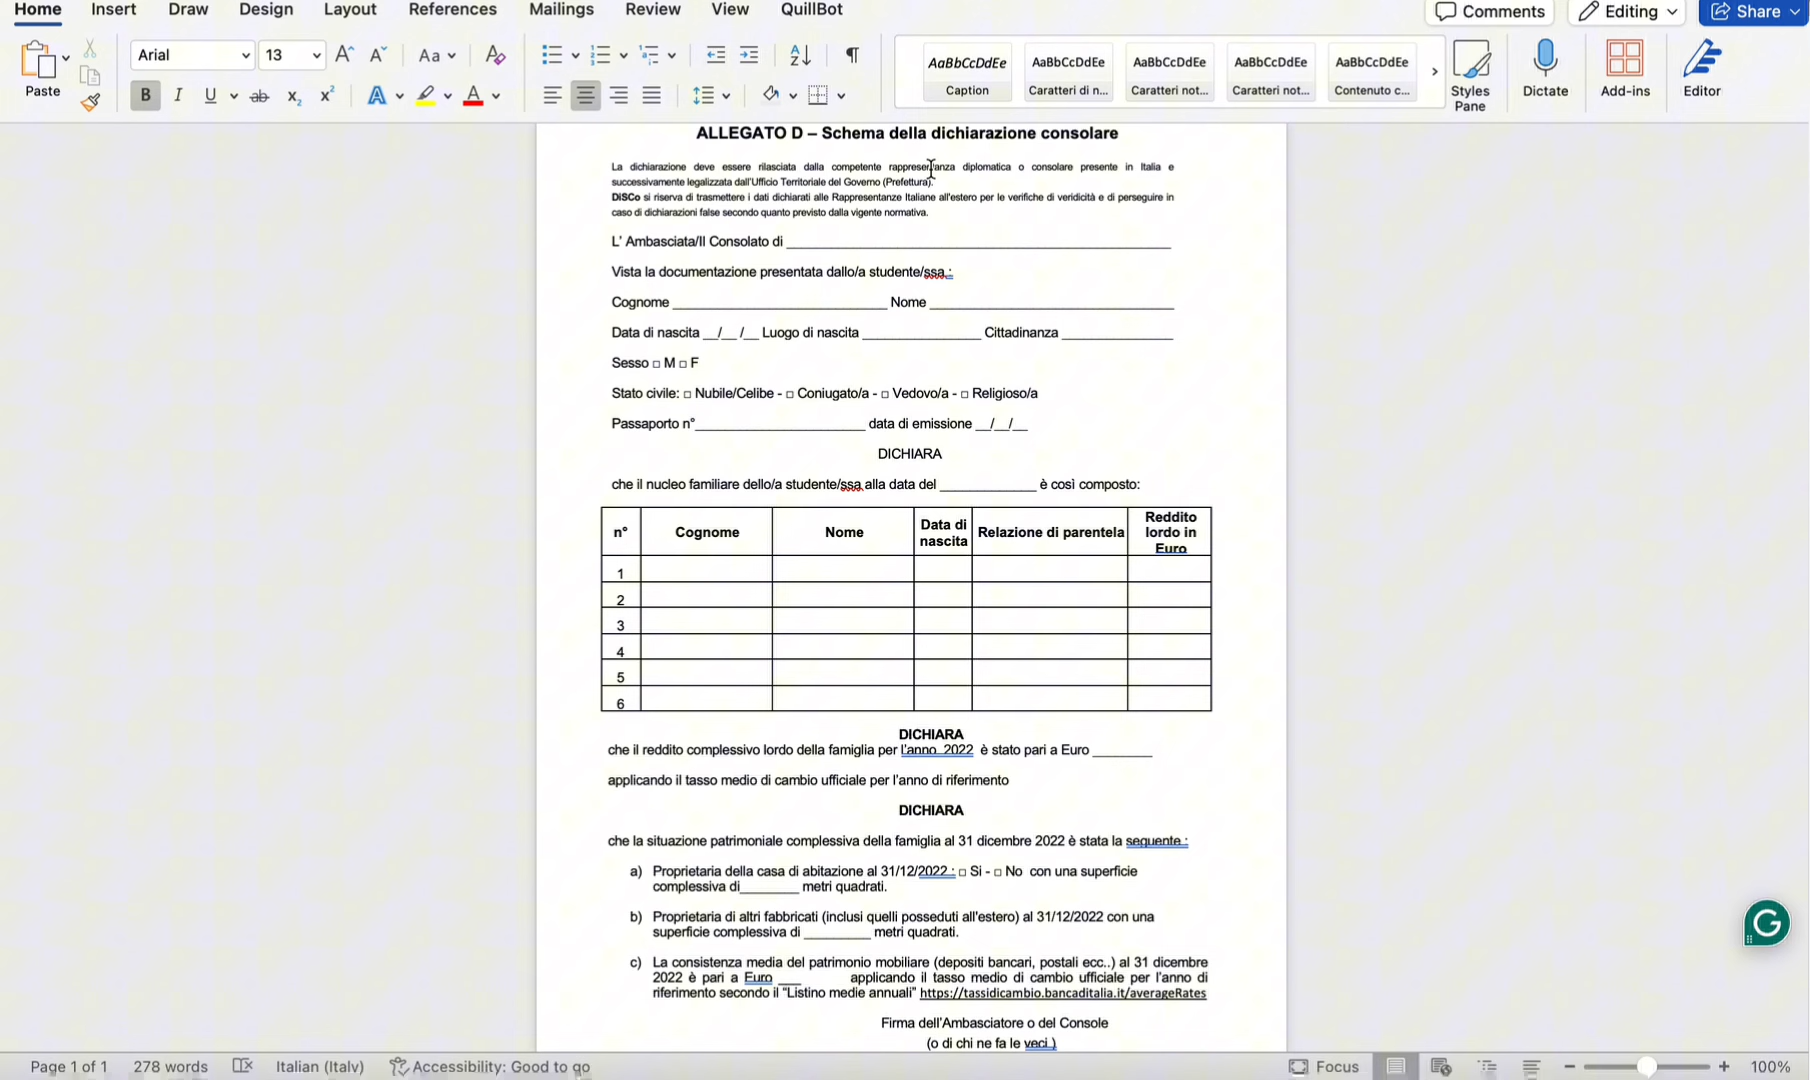 Home Insert Draw Design Layout References Mailings Review View QuillBot Comments Editing Share
Paste
Arial 13 Aa
B I U ab x₂ x² A A
AaBbCcDdEe AaBbCcDdEe AaBbCcDdEe AaBbCcDdEe AaBbCcDdEe
Caption Caratteri di n... Caratteri not... Caratteri not... Contenuto c...
Styles Pane
Dictate
Add-ins
Editor
ALLEGATO D – Schema della dichiarazione consolare
La dichiarazione deve essere rilasciata dalla competente rappresentanza diplomatica o consolare presente in Italia e
successivamente legalizzata dall'Ufficio Territoriale del Governo (Prefettura).
DiSCo si riserva di trasmettere i dati dichiarati alle Rappresentanze Italiane all'estero per le verifiche di veridicità e di perseguire in
caso di dichiarazioni false secondo quanto previsto dalla vigente normativa.
L' Ambasciata/Il Consolato di ____________________
Vista la documentazione presentata dallo/a studente/ssa :
Cognome ____________________ Nome ____________________
Data di nascita __/__ /__ Luogo di nascita ______________ Cittadinanza ______________
Sesso □ M □ F
Stato civile: □ Nubile/Celibe - □ Coniugato/a - □ Vedovo/a - □ Religioso/a
Passaporto n°____________________ data di emissione __/__/__
DICHIARA
che il nucleo familiare dello/a studente/ssa alla data del ____________ è così composto:
n° Cognome Nome Data di nascita Relazione di parentela Reddito lordo in Euro
1
2
3
4
5
6
DICHIARA
che il reddito complessivo lordo della famiglia per l'anno 2022 è stato pari a Euro ________
applicando il tasso medio di cambio ufficiale per l'anno di riferimento
DICHIARA
che la situazione patrimoniale complessiva della famiglia al 31 dicembre 2022 è stata la seguente :
a) Proprietaria della casa di abitazione al 31/12/2022 : □ Si - □ No con una superficie
complessiva di________ metri quadrati.
b) Proprietaria di altri fabbricati (inclusi quelli posseduti all'estero) al 31/12/2022 con una
superficie complessiva di _________ metri quadrati.
c) La consistenza media del patrimonio mobiliare (depositi bancari, postali ecc..) al 31 dicembre
2022 è pari a Euro ___ applicando il tasso medio di cambio ufficiale per l'anno di
riferimento secondo il "Listino medie annuali" https://tassidicambio.bancaditalia.it/averageRates
Firma dell'Ambasciatore o del Console
(o di chi ne fa le veci )
G
Page 1 of 1 278 words Italian (Italy) Accessibility: Good to go Focus 100%